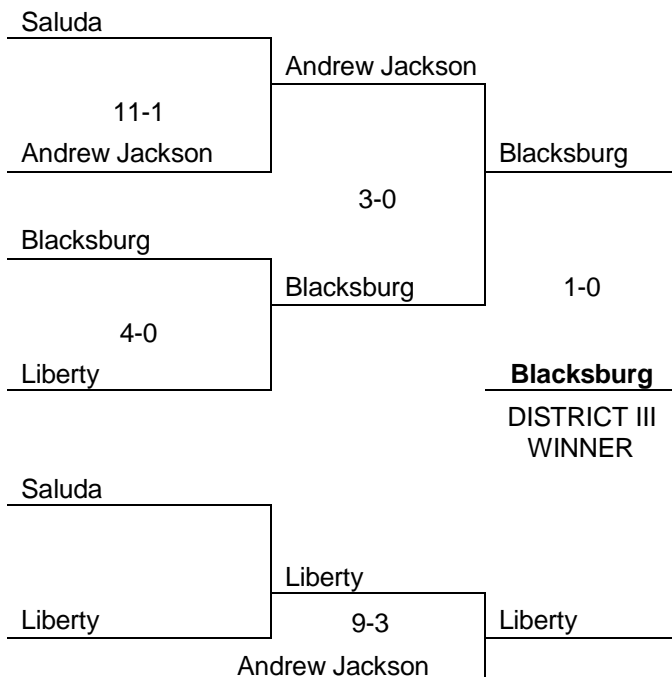 Saluda
Andrew Jackson
11-1
Andrew Jackson
Blacksburg
3-0
Blacksburg
Blacksburg
1-0
4-0
Liberty
Blacksburg
DISTRICT III
WINNER
Saluda
Liberty
Liberty
9-3
Liberty
Andrew Jackson